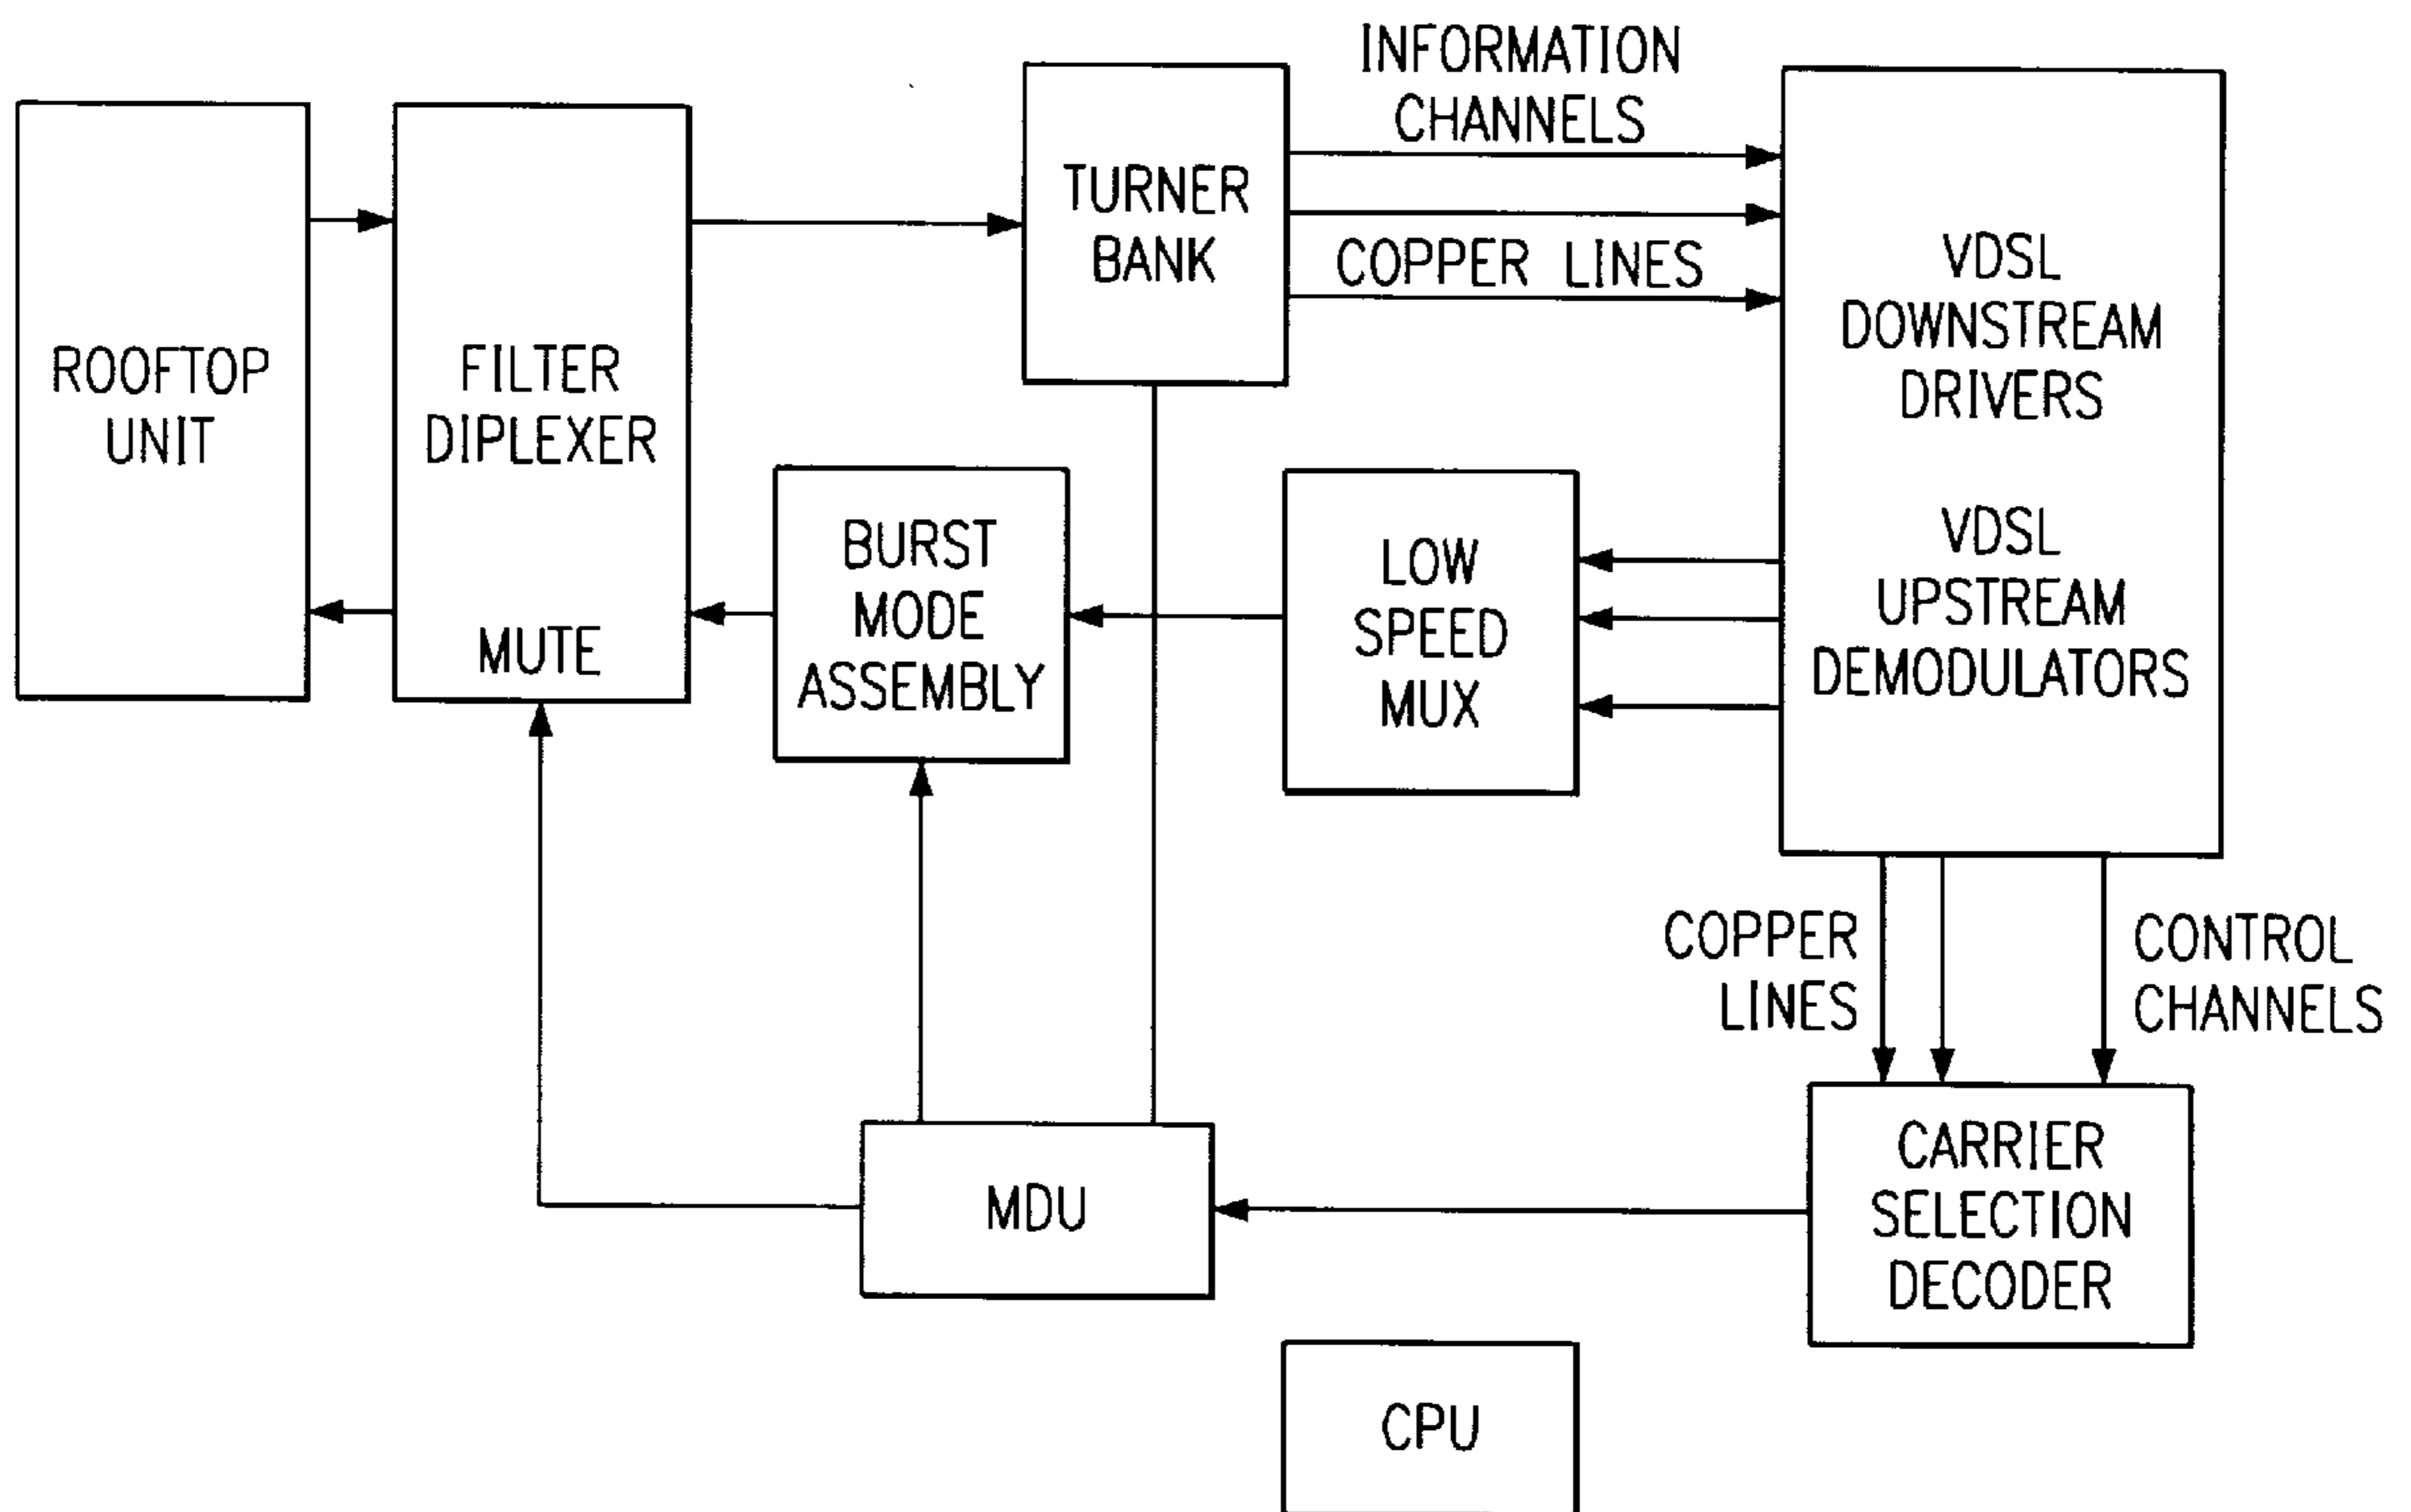 INFORMATION
CHANNELS
TURNER
BANK
COPPER LINES
ROOFTOP
UNIT
FILTER
DIPLEXER
MUTE
BURST
MODE
ASSEMBLY
LOW
SPEED
MUX
VDSL
DOWNSTREAM
DRIVERS
VDSL
UPSTREAM
DEMODULATORS
COPPER
LINES
CONTROL
CHANNELS
MDU
CARRIER
SELECTION
DECODER
CPU